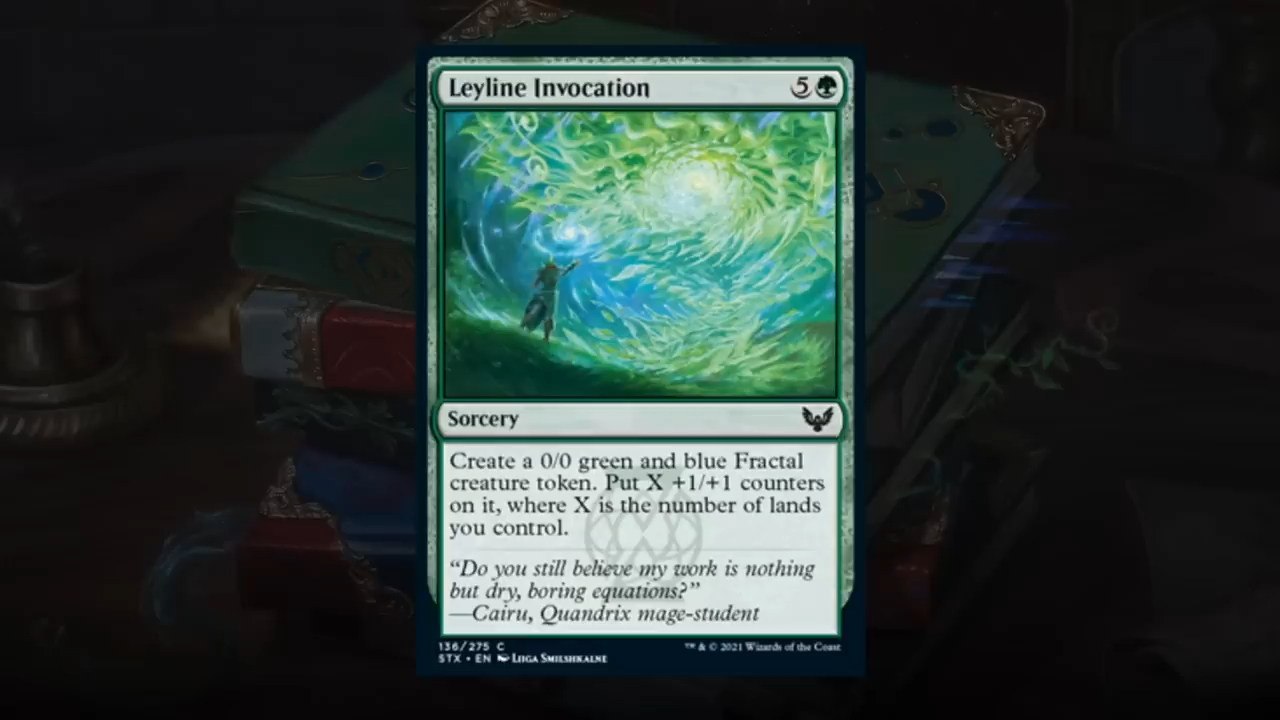 Leyline Invocation 5
Sorcery
Create a 0/0 green and blue Fractal
creature token. Put X +1/+1 counters
on it, where X is the number of lands
you control.
“Do you still believe my work is nothing
but dry, boring equations?”
—Cairu, Quandrix mage-student
136/275 C
STX • EN Liiga Smilshkalne
™ & © 2021 Wizards of the Coast